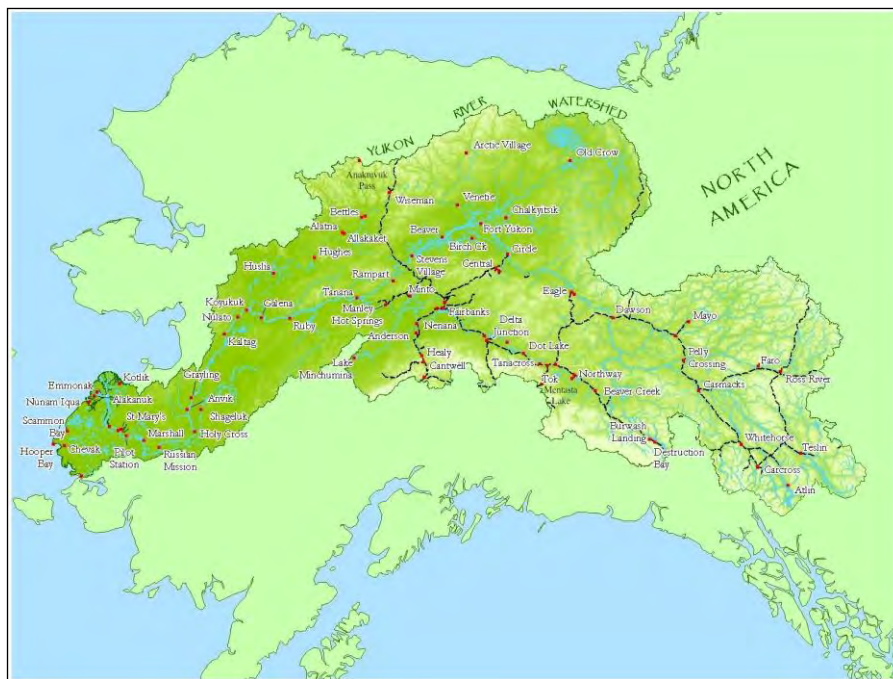 YUKON RIVER WATERSHED
NORTH
AMERICA
Arctic Village
Old Crow
Anaktuvuk
Pass
Wiseman
Venetie
Bettles
Chalkyitsik
Alatna
Beaver
Fort Yukon
Allakaket
Birch Ck
Hughes
Stevens
Village
Circle
Huslia
Rampart
Central
Tanana
Minto
Eagle
Koyukuk
Galena
Manley
Hot Springs
Fairbanks
Dawson
Mayo
Nulato
Ruby
Anderson
Nenana
Delta
Junction
Kaltag
Dot Lake
Pelly
Crossing
Lake
Minchumina
Healy
Cantwell
Tanacross
Tok
Northway
Faro
Ross River
Kotlik
Grayling
Mentasta
Lake
Beaver Creek
Carmacks
Emmonak
Nunam Iqua
Alakanuk
Anvik
Shageluk
St Mary's
Scammon
Bay
Marshall
Holy Cross
Burwash
Landing
Whitehorse
Teslin
Chevak
Hooper
Bay
Pilot
Station
Russian
Mission
Destruction
Bay
Carcross
Atlin